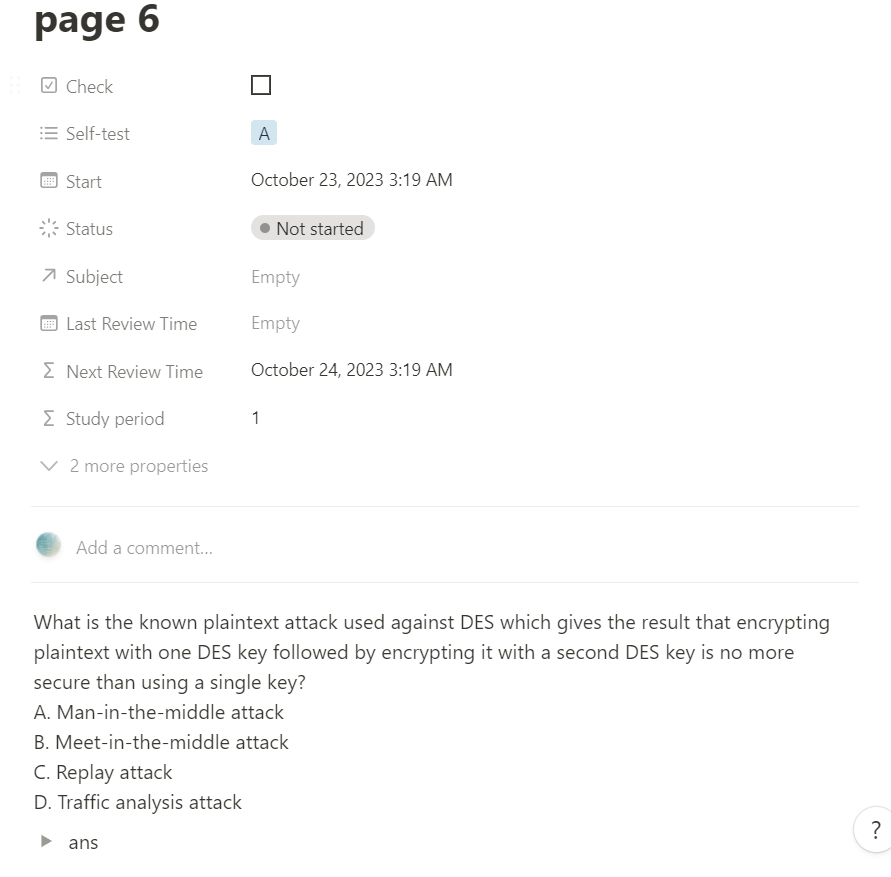 page 6
Check
Self-test A
Start October 23, 2023 3:19 AM
Status Not started
Subject Empty
Last Review Time Empty
Next Review Time October 24, 2023 3:19 AM
Study period 1
2 more properties
Add a comment...
What is the known plaintext attack used against DES which gives the result that encrypting
plaintext with one DES key followed by encrypting it with a second DES key is no more
secure than using a single key?
A. Man-in-the-middle attack
B. Meet-in-the-middle attack
C. Replay attack
D. Traffic analysis attack
ans
?